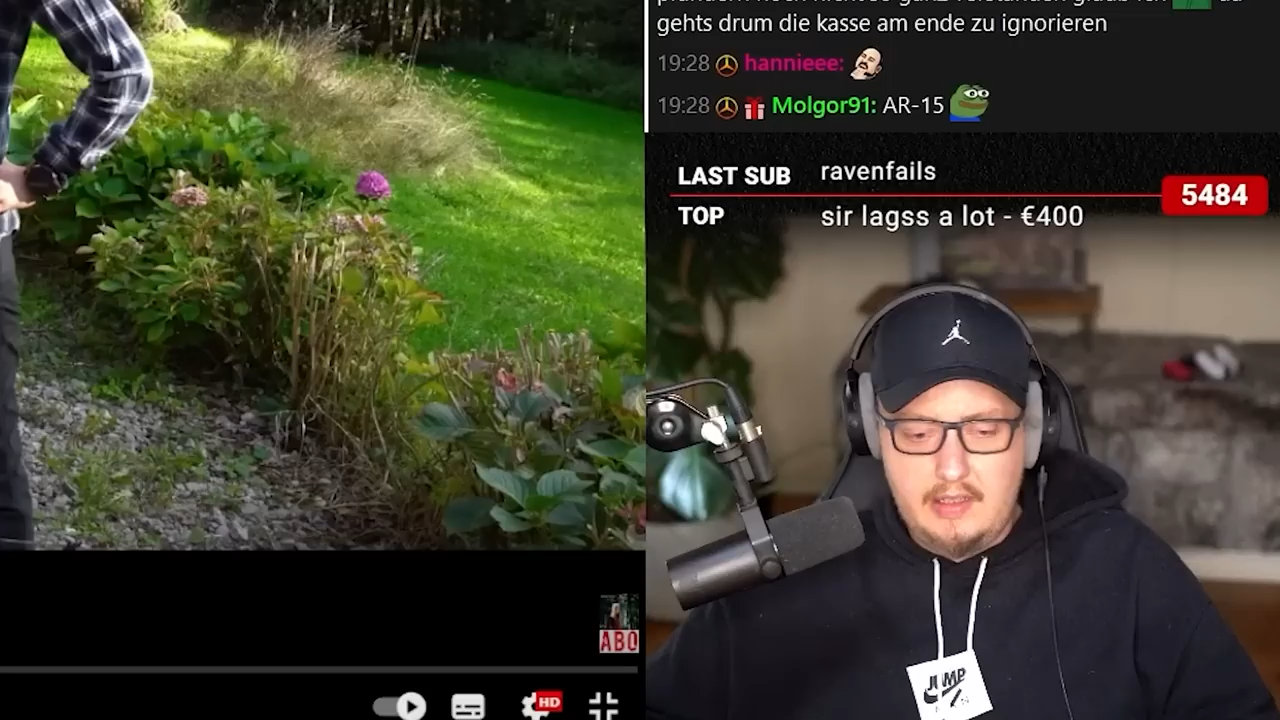 gehts drum die kasse am ende zu ignorieren
19:28 hannieee:
19:28 Molgor91: AR-15
LAST SUB ravenfails
5484
TOP sir lagss a lot - €400
ABO
HD
JUMP